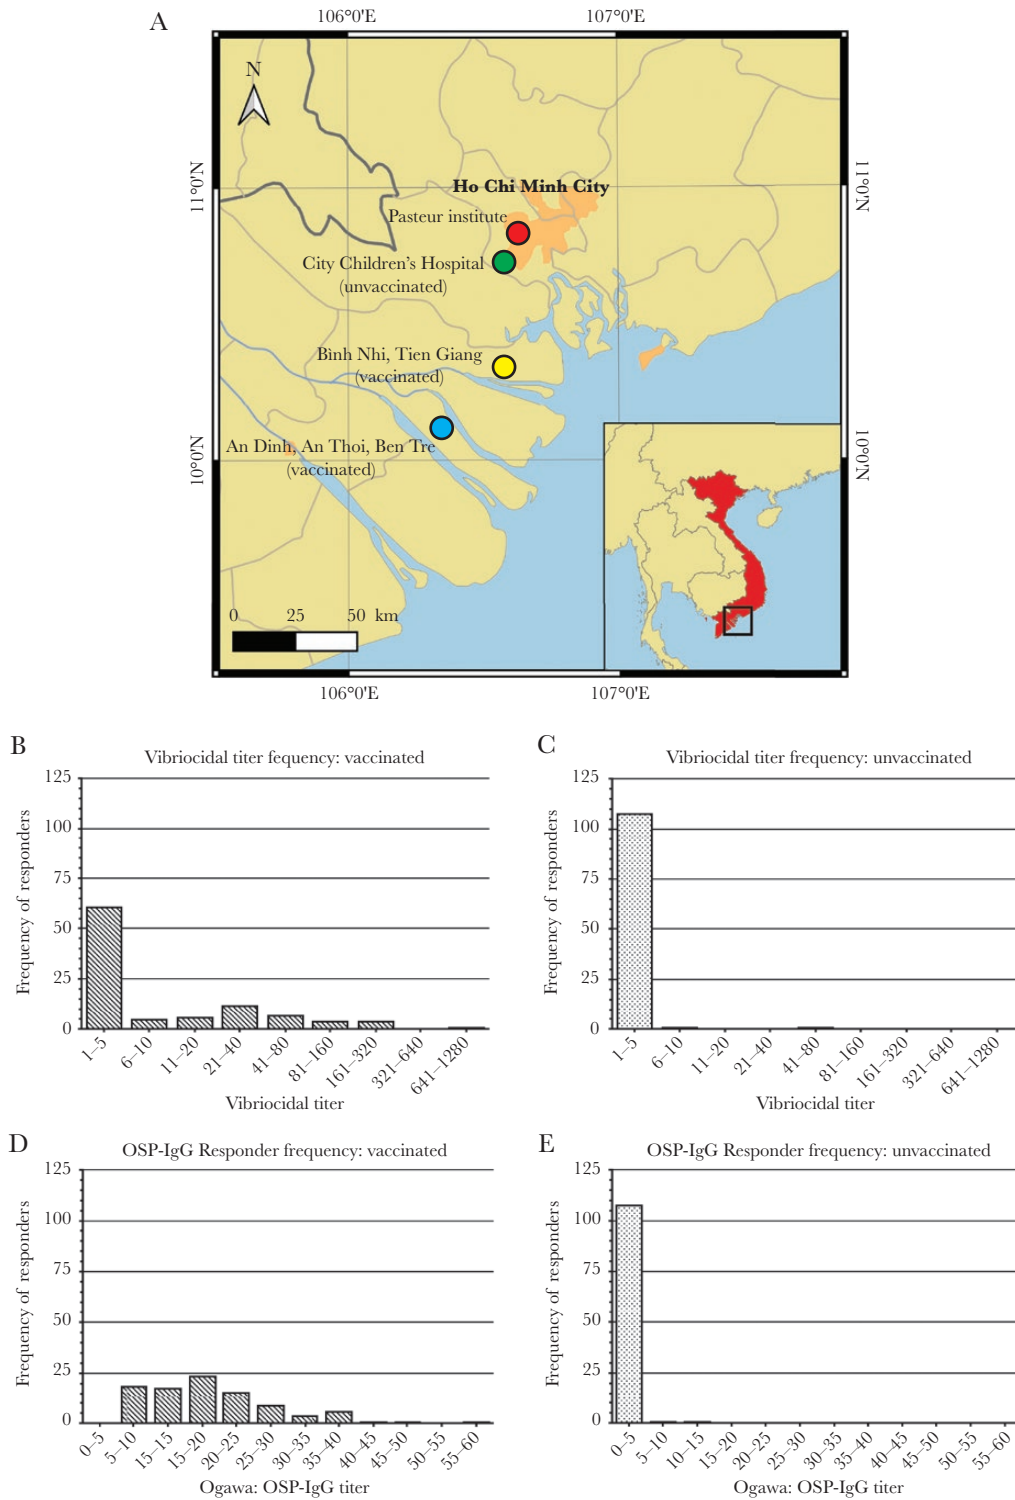 A
106°0'E
107°0'E
N
11°0'N
11°0'N
Ho Chi Minh City
Pasteur institute
City Children's Hospital
(unvaccinated)
Bình Nhi, Tien Giang
(vaccinated)
An Dinh, An Thoi, Ben Tre
(vaccinated)
10°0'N
10°0'N
0 25 50 km
106°0'E
107°0'E
B
Vibriocidal titer fequency: vaccinated
Frequency of responders
125
100
75
50
25
0
1–5
6–10
11–20
21–40
41–80
81–160
161–320
321–640
641–1280
Vibriocidal titer
C
Vibriocidal titer frequency: unvaccinated
Frequency of responders
125
100
75
50
25
0
1–5
6–10
11–20
21–40
41–80
81–160
161–320
321–640
641–1280
Vibriocidal titer
D
OSP-IgG Responder frequency: vaccinated
Frequency of responders
125
100
75
50
25
0
0–5
5–10
15–15
15–20
20–25
25–30
30–35
35–40
40–45
45–50
50–55
55–60
Ogawa: OSP-IgG titer
E
OSP-IgG Responder frequency: unvaccinated
Frequency of responders
125
100
75
50
25
0
0–5
5–10
10–15
15–20
20–25
25–30
30–35
35–40
40–45
45–50
50–55
55–60
Ogawa: OSP-IgG titer